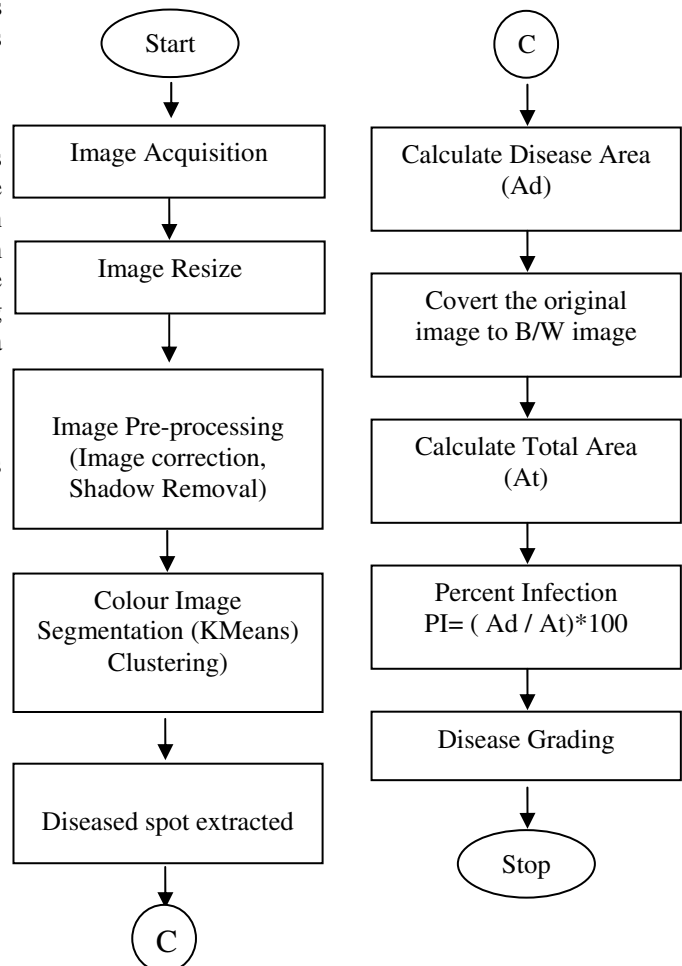 Start
Image Acquisition
Image Resize
Image Pre-processing
(Image correction,
Shadow Removal)
Colour Image
Segmentation (KMeans)
Clustering)
Diseased spot extracted
C
C
Calculate Disease Area
(Ad)
Covert the original
image to B/W image
Calculate Total Area
(At)
Percent Infection
PI= ( Ad / At)*100
Disease Grading
Stop